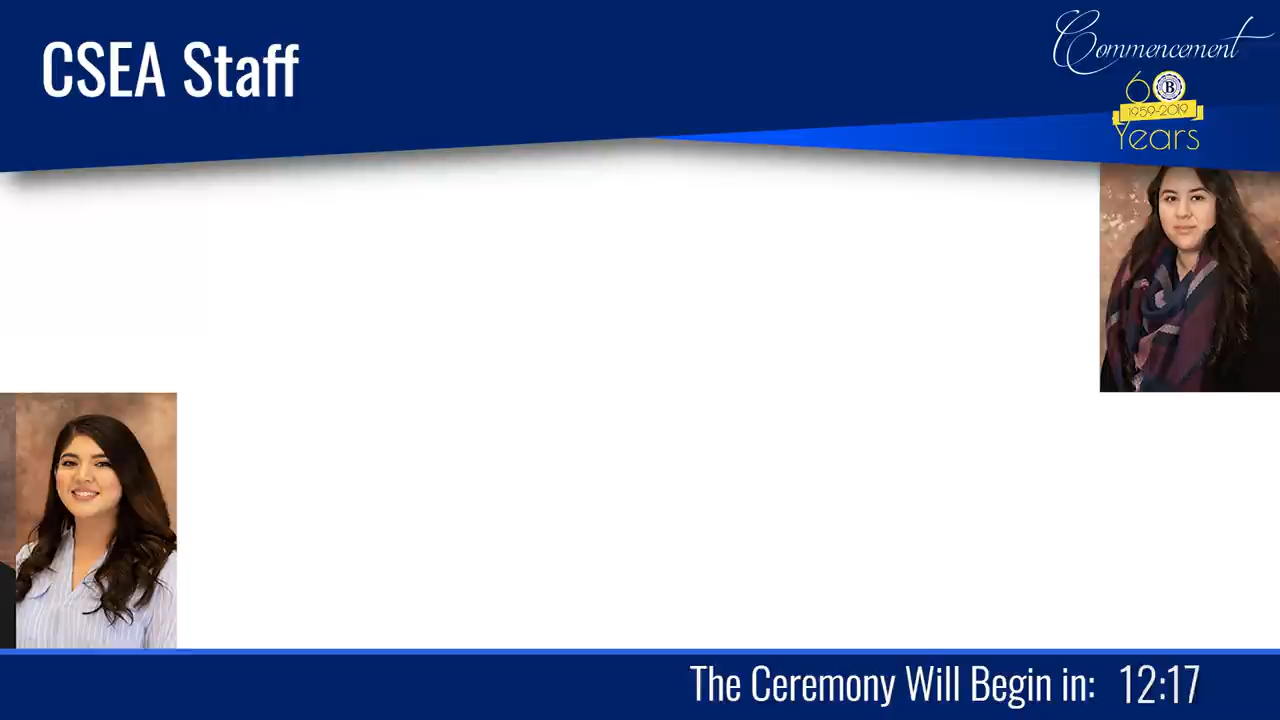 CSEA Staff
Commencement
60
B
1959-2019
Years
The Ceremony Will Begin in: 12:17